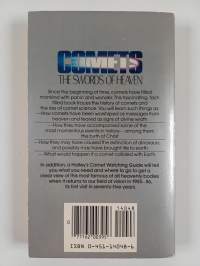 COMETS
THE SWORDS OF HEAVEN
Since the beginning of time, comets have filled
mankind with panic and wonder. This fascinating, fact-
filled book traces the history of comets and
the rise of comet science. You will learn such things as
—How comets have been worshiped as messages from
heaven and feared as signs of divine wrath
—How they have accompanied some of the
most momentous events in history—among them
the birth of Christ
—How they may have caused the extinction of dinosaurs
and possibly may have brought life to earth
—What would happen if a comet collided with Earth
In addition, a Halley's Comet Watching Guide will tell
you what you need and where to go to get a
clear view of this most famous of all heavenly bodies
when it returns to our field of vision in 1985-86,
to fist visit in seventy-five years.
14048
ISBN 0-451-14048-6